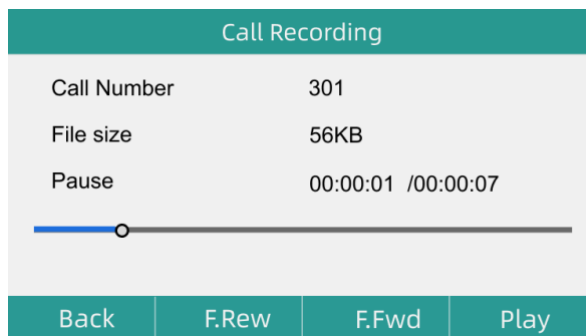 Call Recording
Call Number 301
File size 56KB
Pause 00:00:01 /00:00:07
Back F.Rew F.Fwd Play